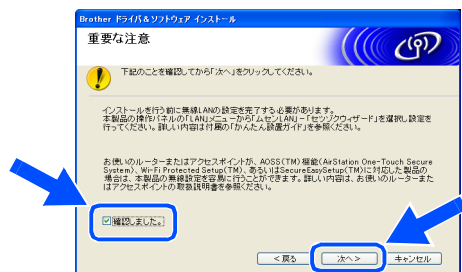 Brother ドライバ&ソフトウェア インストール
重要な注意
下記のことを確認してから「次へ」をクリックしてください。
インストールを行う前に無線LANの設定を完了する必要があります。
本製品の操作パネルの「LAN」メニューから「ムセンLAN」-「セツゾクウィザード」を選択し設定を
行ってください。詳しい内容は付属の「かんたん設置ガイド」を参照ください。
お使いのルーターまたはアクセスポイントが、AOSS(TM) 機能(AirStation One-Touch Secure
System)、Wi-Fi Protected Setup(TM)、あるいはSecureEasySetup(TM)に対応した製品の
場合は、本製品の無線設定を容易に行うことができます。詳しい内容は、お使いのルーターまた
はアクセスポイントの取扱説明書を参照ください。
確認しました。
< 戻る
次へ >
キャンセル